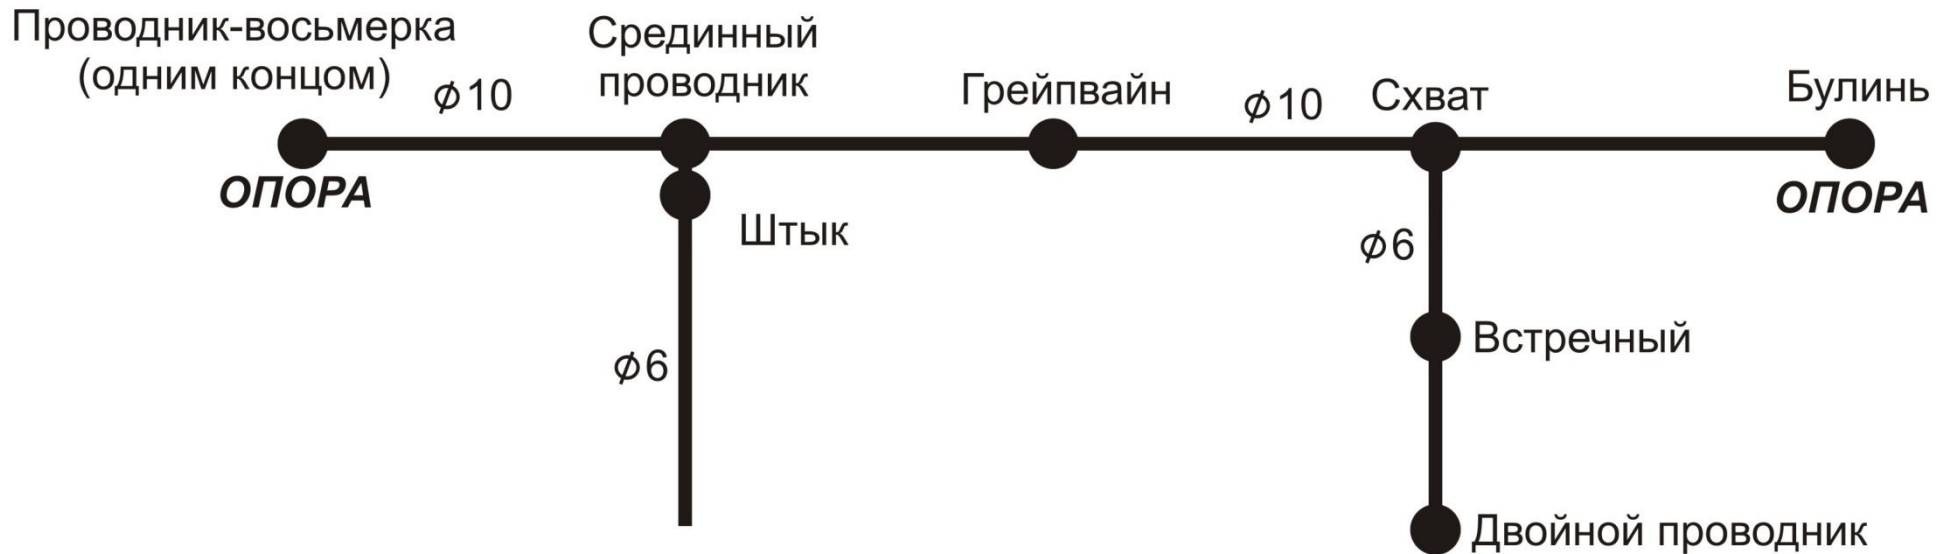 Проводник-восьмерка
(одним концом)
ϕ10
Срединный
проводник
Грейпвайн
ϕ10
Схват
Булинь
ОПОРА
ОПОРА
Штык
ϕ6
ϕ6
Встречный
Двойной проводник